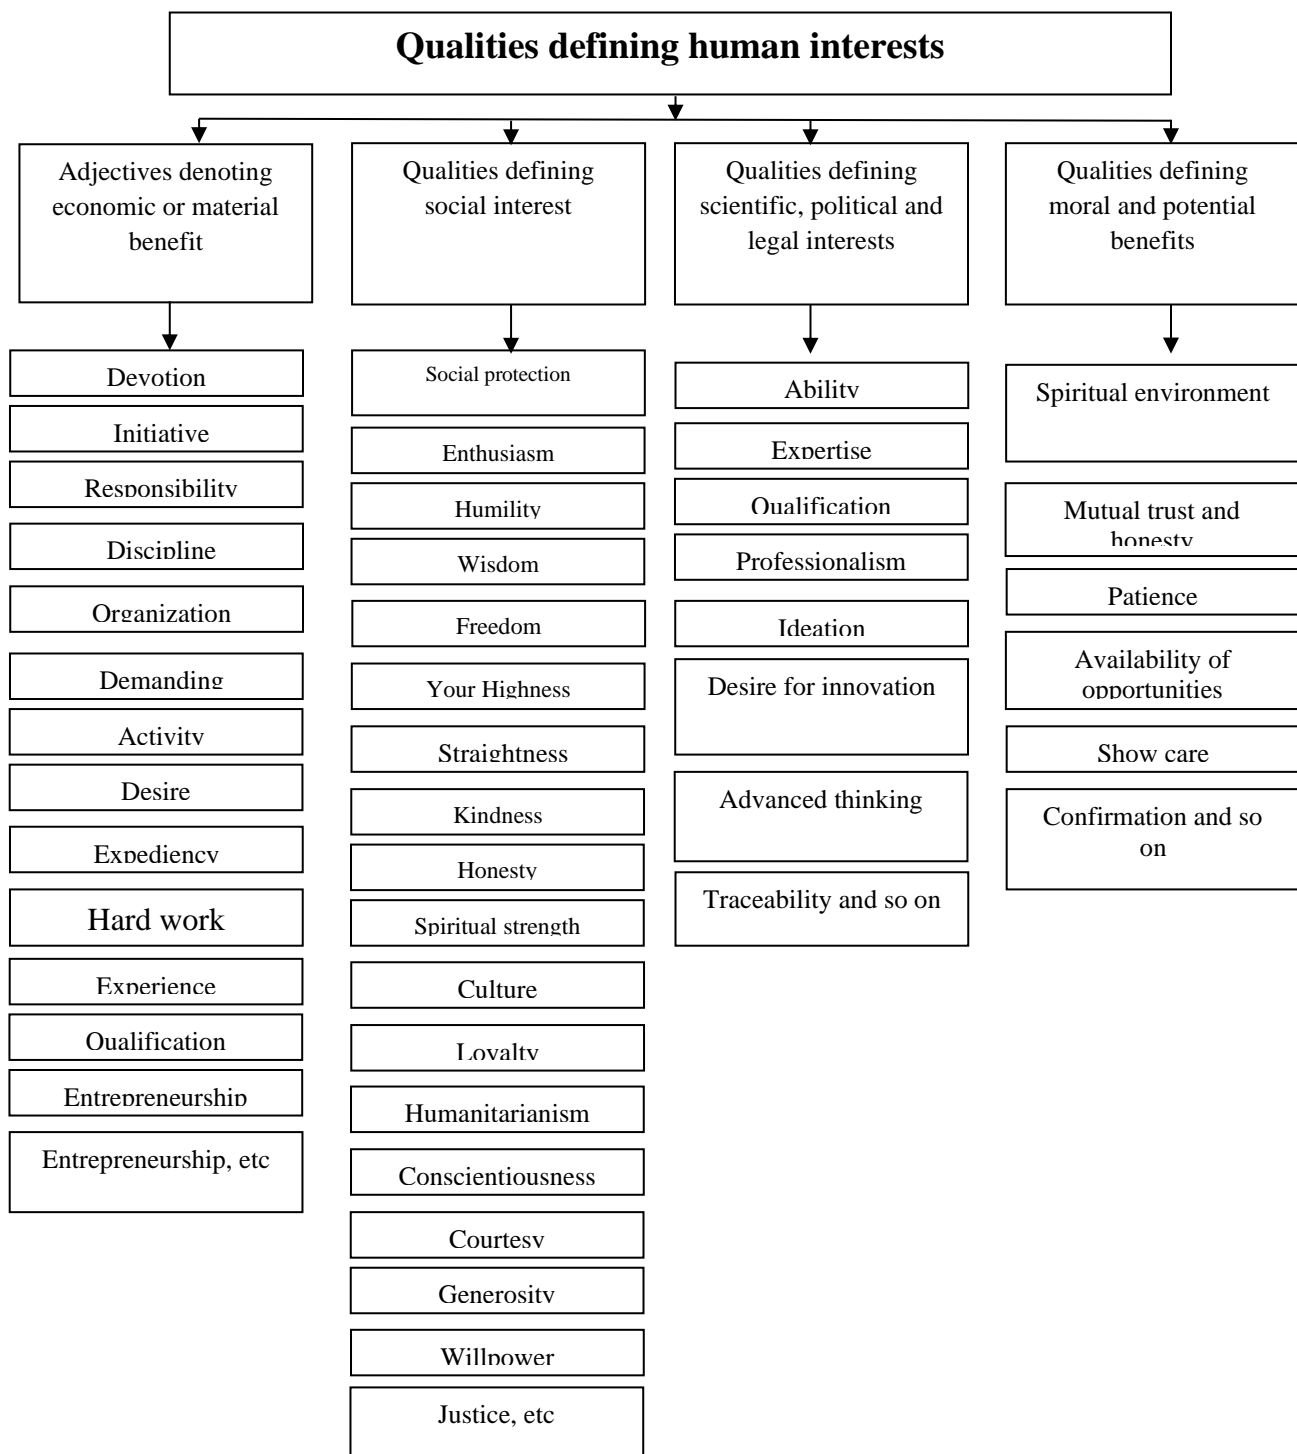 Qualities defining human interests
Adjectives denoting
economic or material
benefit
Qualities defining
social interest
Qualities defining
scientific, political and
legal interests
Qualities defining
moral and potential
benefits
Devotion
Initiative
Responsibility
Discipline
Organization
Demanding
Activity
Desire
Expediency
Hard work
Experience
Qualification
Entrepreneurship
Entrepreneurship, etc
Social protection
Enthusiasm
Humility
Wisdom
Freedom
Your Highness
Straightness
Kindness
Honesty
Spiritual strength
Culture
Loyalty
Humanitarianism
Conscientiousness
Courtesy
Generosity
Willpower
Justice, etc
Ability
Expertise
Qualification
Professionalism
Ideation
Desire for innovation
Advanced thinking
Traceability and so on
Spiritual environment
Mutual trust and
honesty
Patience
Availability of
opportunities
Show care
Confirmation and so
on